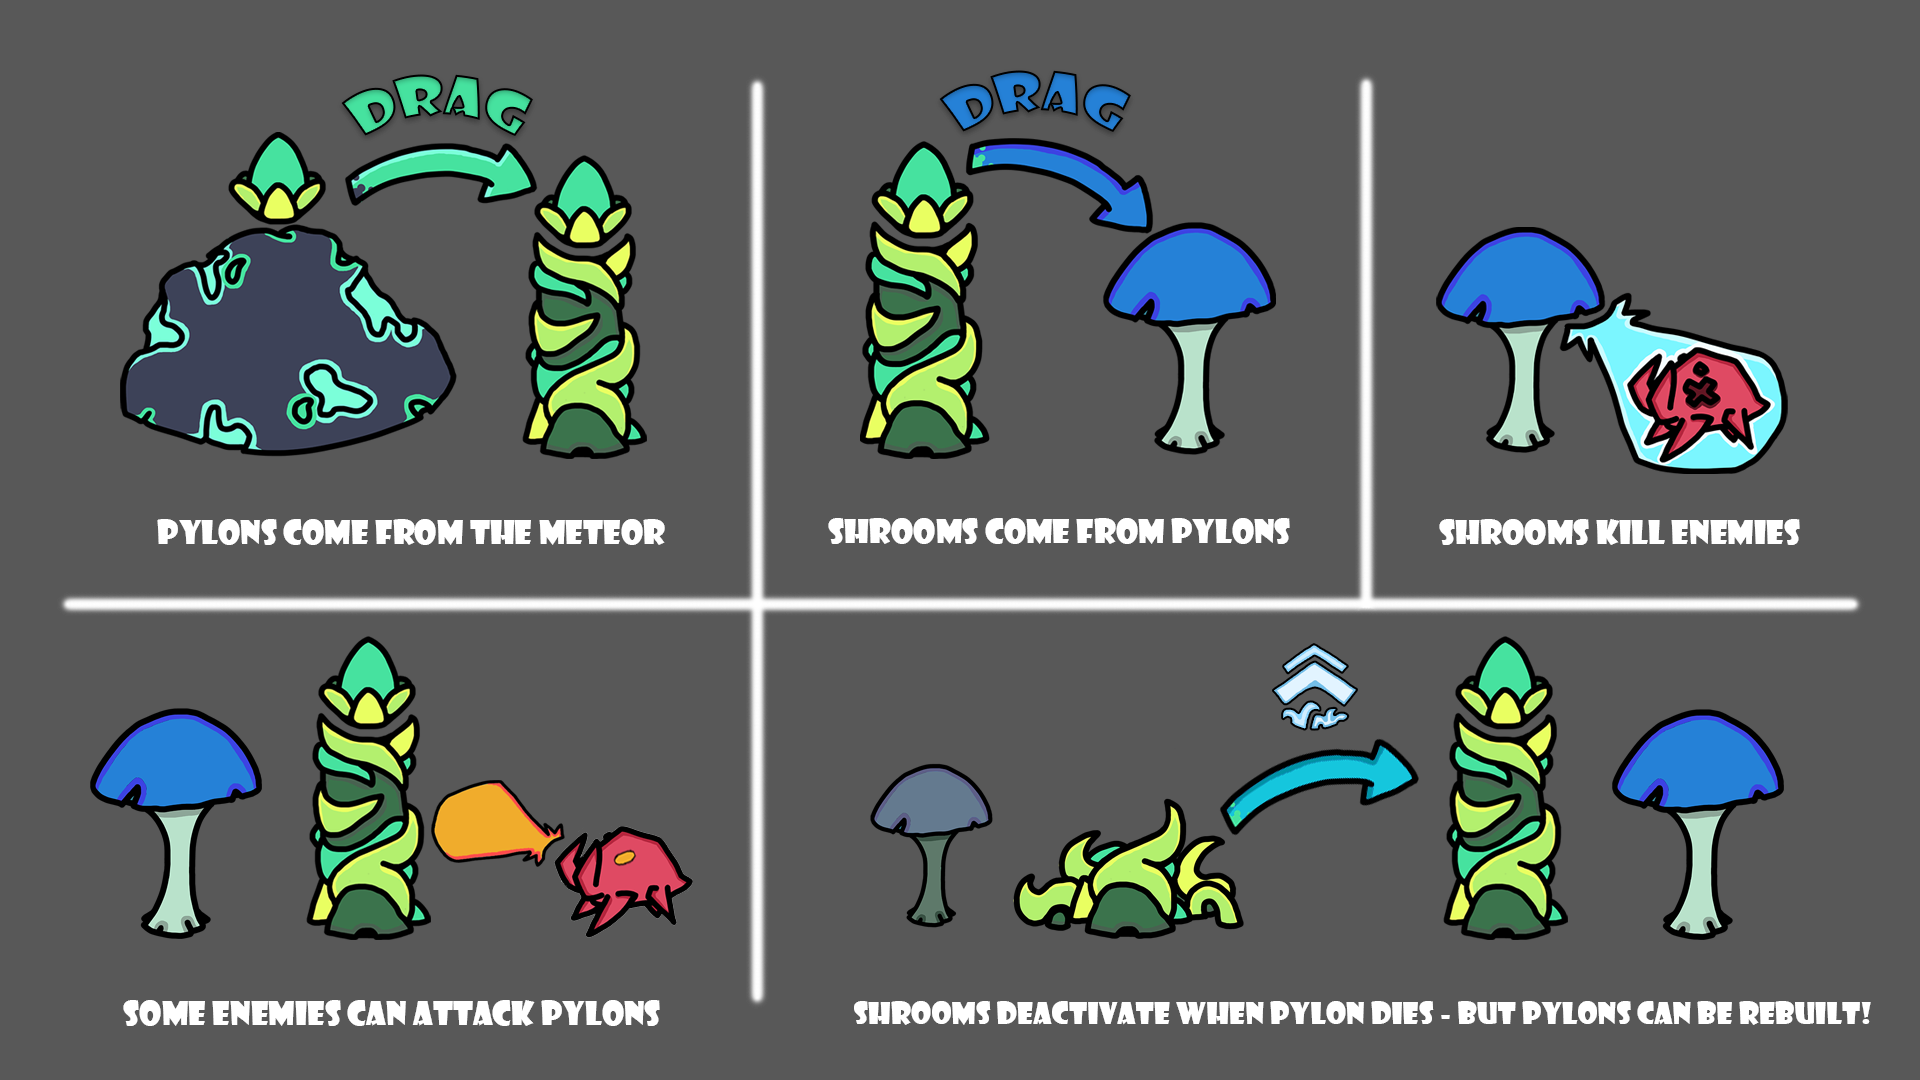 DRAG
PYLONS COME FROM THE METEOR
DRAG
SHROOMS COME FROM PYLONS
SHROOMS KILL ENEMIES
SOME ENEMIES CAN ATTACK PYLONS
SHROOMS DEACTIVATE WHEN PYLON DIES - BUT PYLONS CAN BE REBUILT!